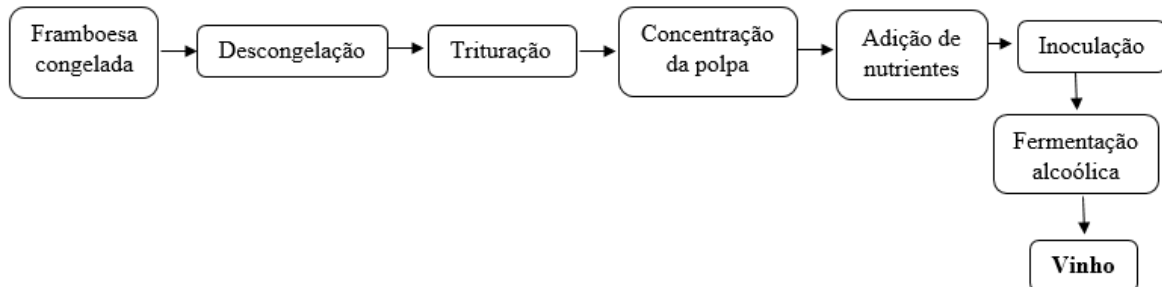 Framboesa
congelada
Descongelação
Trituração
Concentração
da polpa
Adição de
nutrientes
Inoculação
Fermentação
alcoólica
Vinho